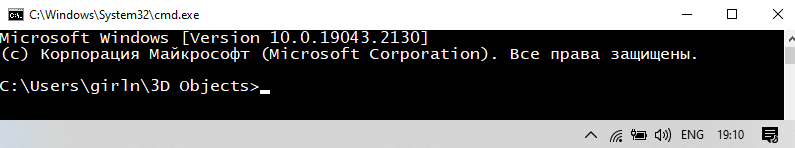 C:\Windows\System32\cmd.exe
Microsoft Windows [Version 10.0.19043.2130]
(c) Корпорация Майкрософт (Microsoft Corporation). Все права защищены.
C:\Users\girln\3D Objects>
ENG 19:10